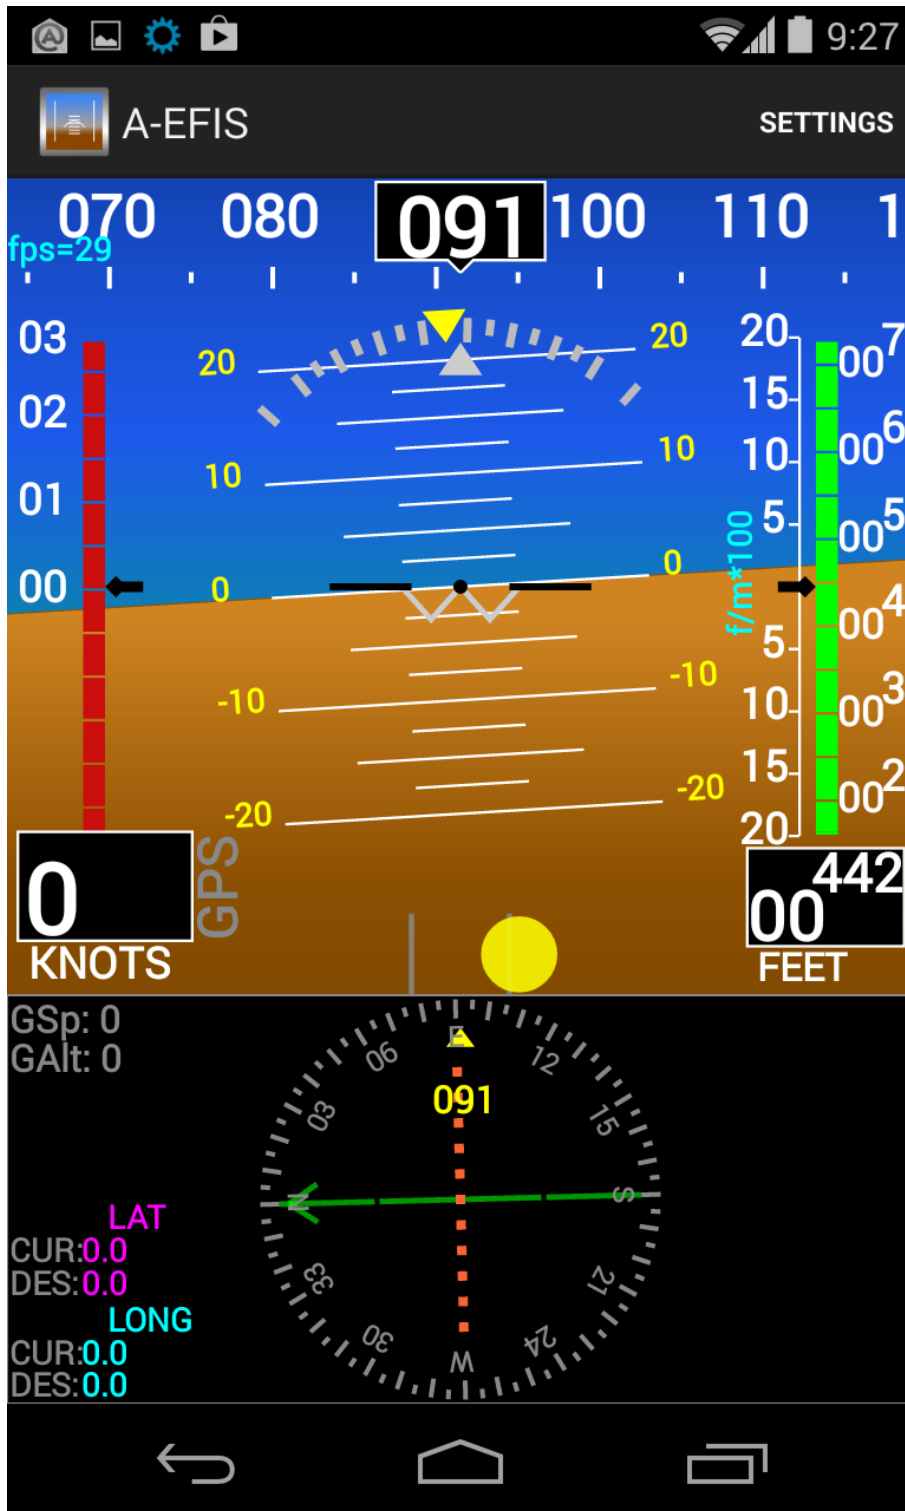 9:27
A-EFIS
SETTINGS
070 080 091 100 110 1
fps=29
03
02
01
00
20 20
10 10
0 0
-10 -10
-20 -20
20
15
10
5
f/m*100
5
10
15
20
007
006
005
004
003
002
0
KNOTS
GPS
00442
FEET
GSp: 0
GAlt: 0
E
06
12
091
03
15
N
S
33
21
30
24
W
LAT
CUR:0.0
DES:0.0
LONG
CUR:0.0
DES:0.0